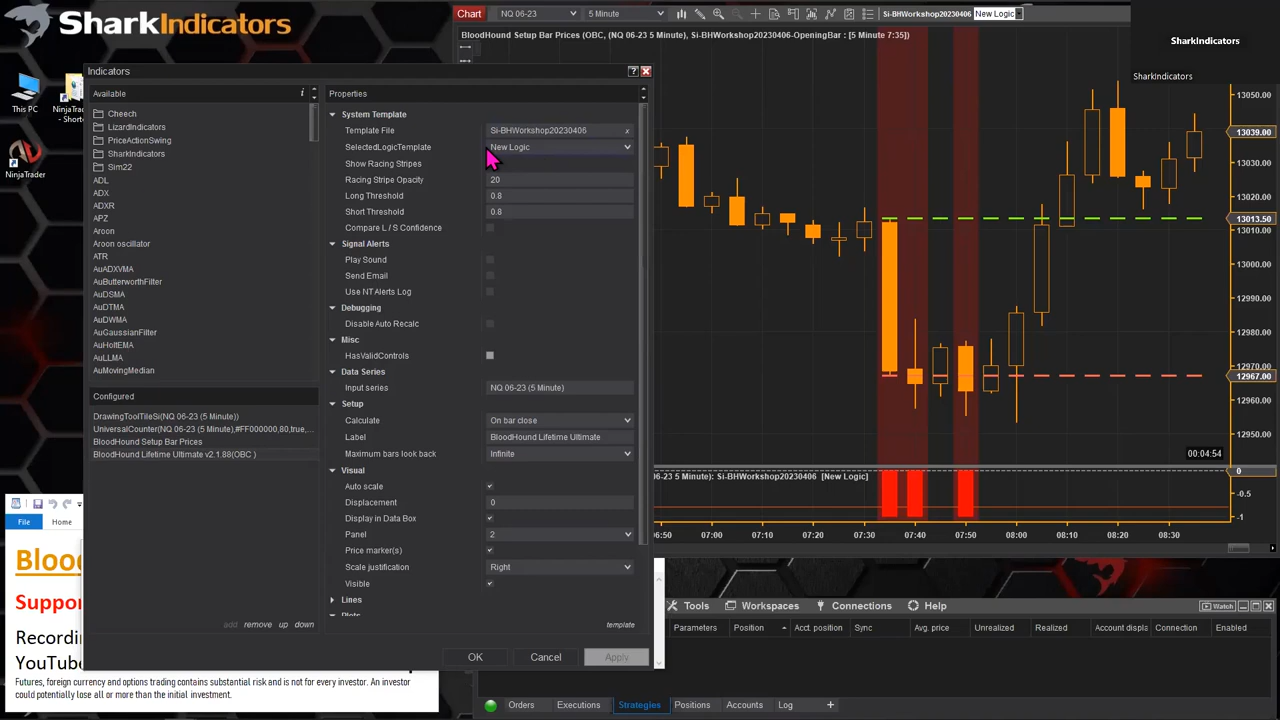 SharkIndicators
This PC
NinjaTrader
- Shortc
NinjaTrader
Chart
NQ 06-23
5 Minute
Si-BHWorkshop20230406
New Logic
BloodHound Setup Bar Prices (OBC, (NQ 06-23 5 Minute), Si-BHWorkshop20230406-OpeningBar : [5 Minute 7:35])
SharkIndicators
SharkIndicators
Indicators
?
Available
i
Cheech
LizardIndicators
PriceActionSwing
SharkIndicators
Sim22
ADL
ADX
ADXR
APZ
Aroon
Aroon oscillator
ATR
AuADXVMA
AuButterworthFilter
AuDSMA
AuDTMA
AuDWMA
AuGaussianFilter
AuHoltEMA
AuLLMA
AuMovingMedian
Configured
DrawingToolTileSi(NQ 06-23 (5 Minute))
UniversalCounter(NQ 06-23 (5 Minute),#FF000000,80,true,...
BloodHound Setup Bar Prices
BloodHound Lifetime Ultimate v2.1.88(OBC )
add remove up down
Properties
System Template
Template File Si-BHWorkshop20230406 x
SelectedLogicTemplate New Logic
Show Racing Stripes
Racing Stripe Opacity 20
Long Threshold 0.8
Short Threshold 0.8
Compare L / S Confidence
Signal Alerts
Play Sound
Send Email
Use NT Alerts Log
Debugging
Disable Auto Recalc
Misc
HasValidControls
Data Series
Input series NQ 06-23 (5 Minute)
Setup
Calculate On bar close
Label BloodHound Lifetime Ultimate
Maximum bars look back Infinite
Visual
Auto scale
Displacement 0
Display in Data Box
Panel 2
Price marker(s)
Scale justification Right
Visible
Lines
Plots
template
OK Cancel Apply
13050.00
13039.00
13030.00
13013.50
13010.00
13000.00
12990.00
12980.00
12967.00
12960.00
12950.00
00:04:54
6-23 (5 Minute): Si-BHWorkshop20230406 [New Logic]
0
-0.5
-1
06:50 07:00 07:10 07:20 07:30 07:40 07:50 08:00 08:10 08:20 08:30
File Home
Blood
Suppor
Recordin
YouTube
Futures, foreign currency and options trading contains substantial risk and is not for every investor. An investor
could potentially lose all or more than the initial investment.
Tools Workspaces Connections Help
Watch
Parameters Position Acct. position Sync Avg. price Unrealized Realized Account displa Connection Enabled
Orders Executions Strategies Positions Accounts Log +